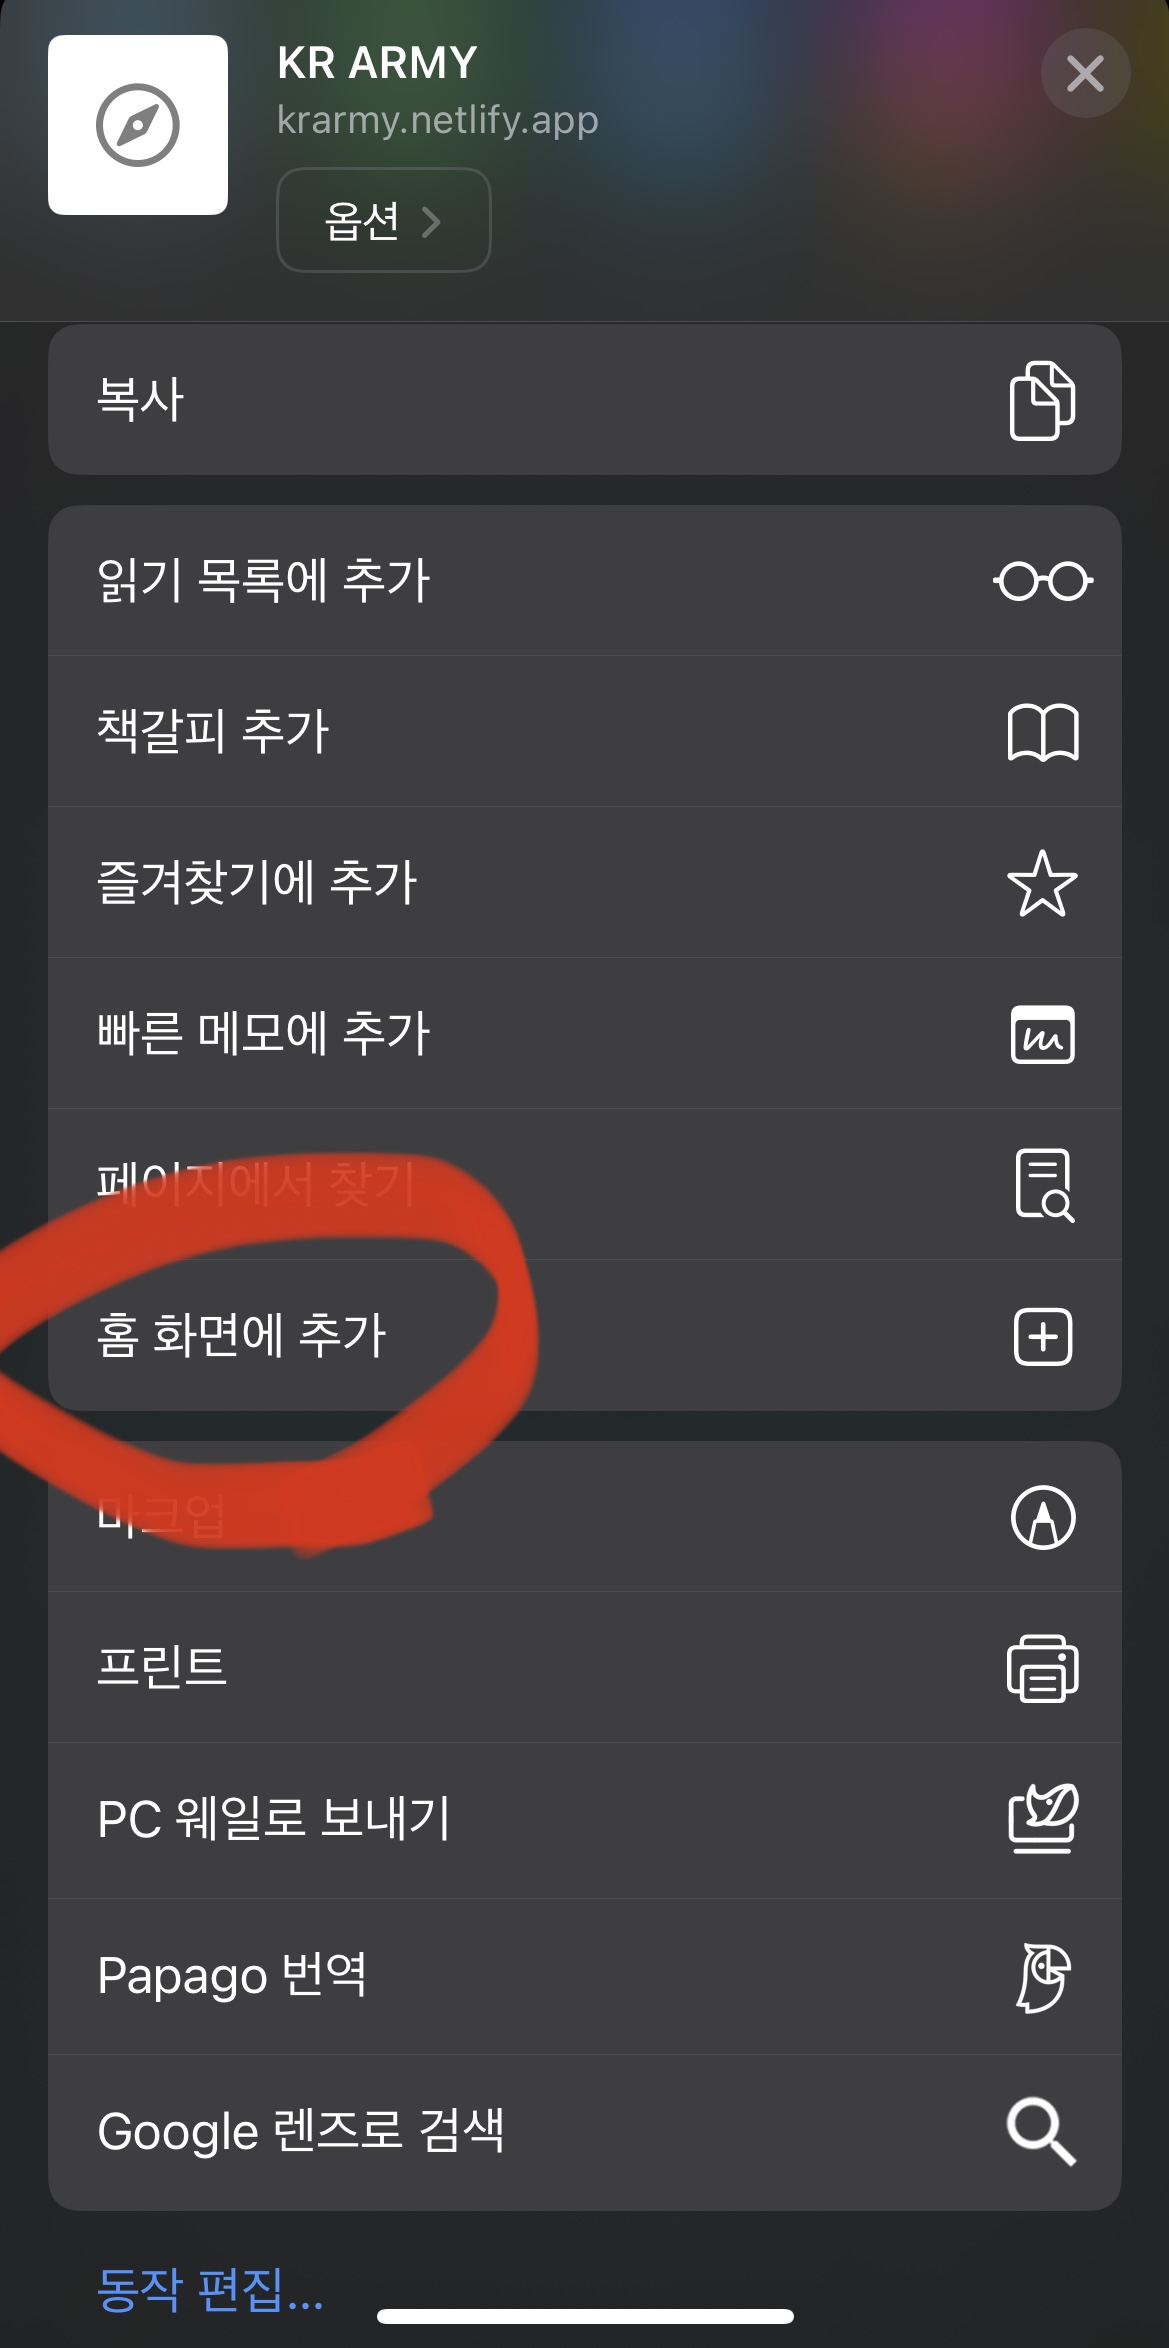 KR ARMY
krarmy.netlify.app
옵션
복사
읽기 목록에 추가
책갈피 추가
즐겨찾기에 추가
빠른 메모에 추가
페이지에서 찾기
홈 화면에 추가
마크업
프린트
PC 웨일로 보내기
Papago 번역
Google 렌즈로 검색
동작 편집...